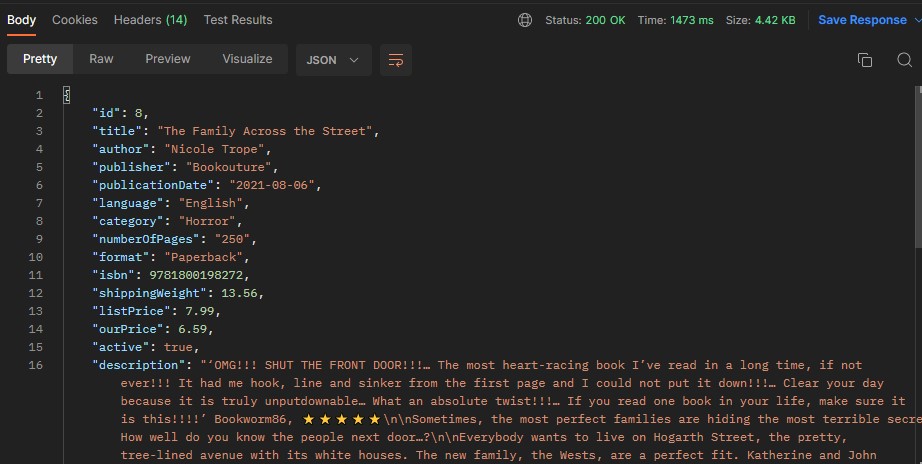 Body Cookies Headers (14) Test Results Status: 200 OK Time: 1473 ms Size: 4.42 KB Save Response
Pretty Raw Preview Visualize JSON
1 {
2 "id": 8,
3 "title": "The Family Across the Street",
4 "author": "Nicole Trope",
5 "publisher": "Bookouture",
6 "publicationDate": "2021-08-06",
7 "language": "English",
8 "category": "Horror",
9 "numberOfPages": "250",
10 "format": "Paperback",
11 "isbn": 9781800198272,
12 "shippingWeight": 13.56,
13 "listPrice": 7.99,
14 "ourPrice": 6.59,
15 "active": true,
16 "description": "‘OMG!!! SHUT THE FRONT DOOR!!!… The most heart-racing book I’ve read in a long time, if not
ever!!! It had me hook, line and sinker from the first page and I could not put it down!!!… Clear your day
because it is truly unputdownable… What an absolute twist!!!… If you read one book in your life, make sure it
is this!!!!’ Bookworm86, ⭐⭐⭐⭐⭐\n\nSometimes, the most perfect families are hiding the most terrible secre
How well do you know the people next door…?\n\nEverybody wants to live on Hogarth Street, the pretty,
tree-lined avenue with its white houses. The new family, the Wests, are a perfect fit. Katherine and John